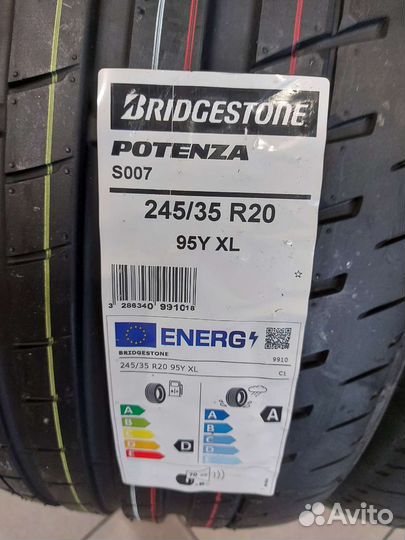 BRIDGESTONE
POTENZA
S007
245/35 R20
95Y XL
3 286340 991018
ENERG
BRIDGESTONE
9910
245/35 R20 95Y XL
C1
A
B
C
D
E
D
A
B
C
D
E
A
Avito